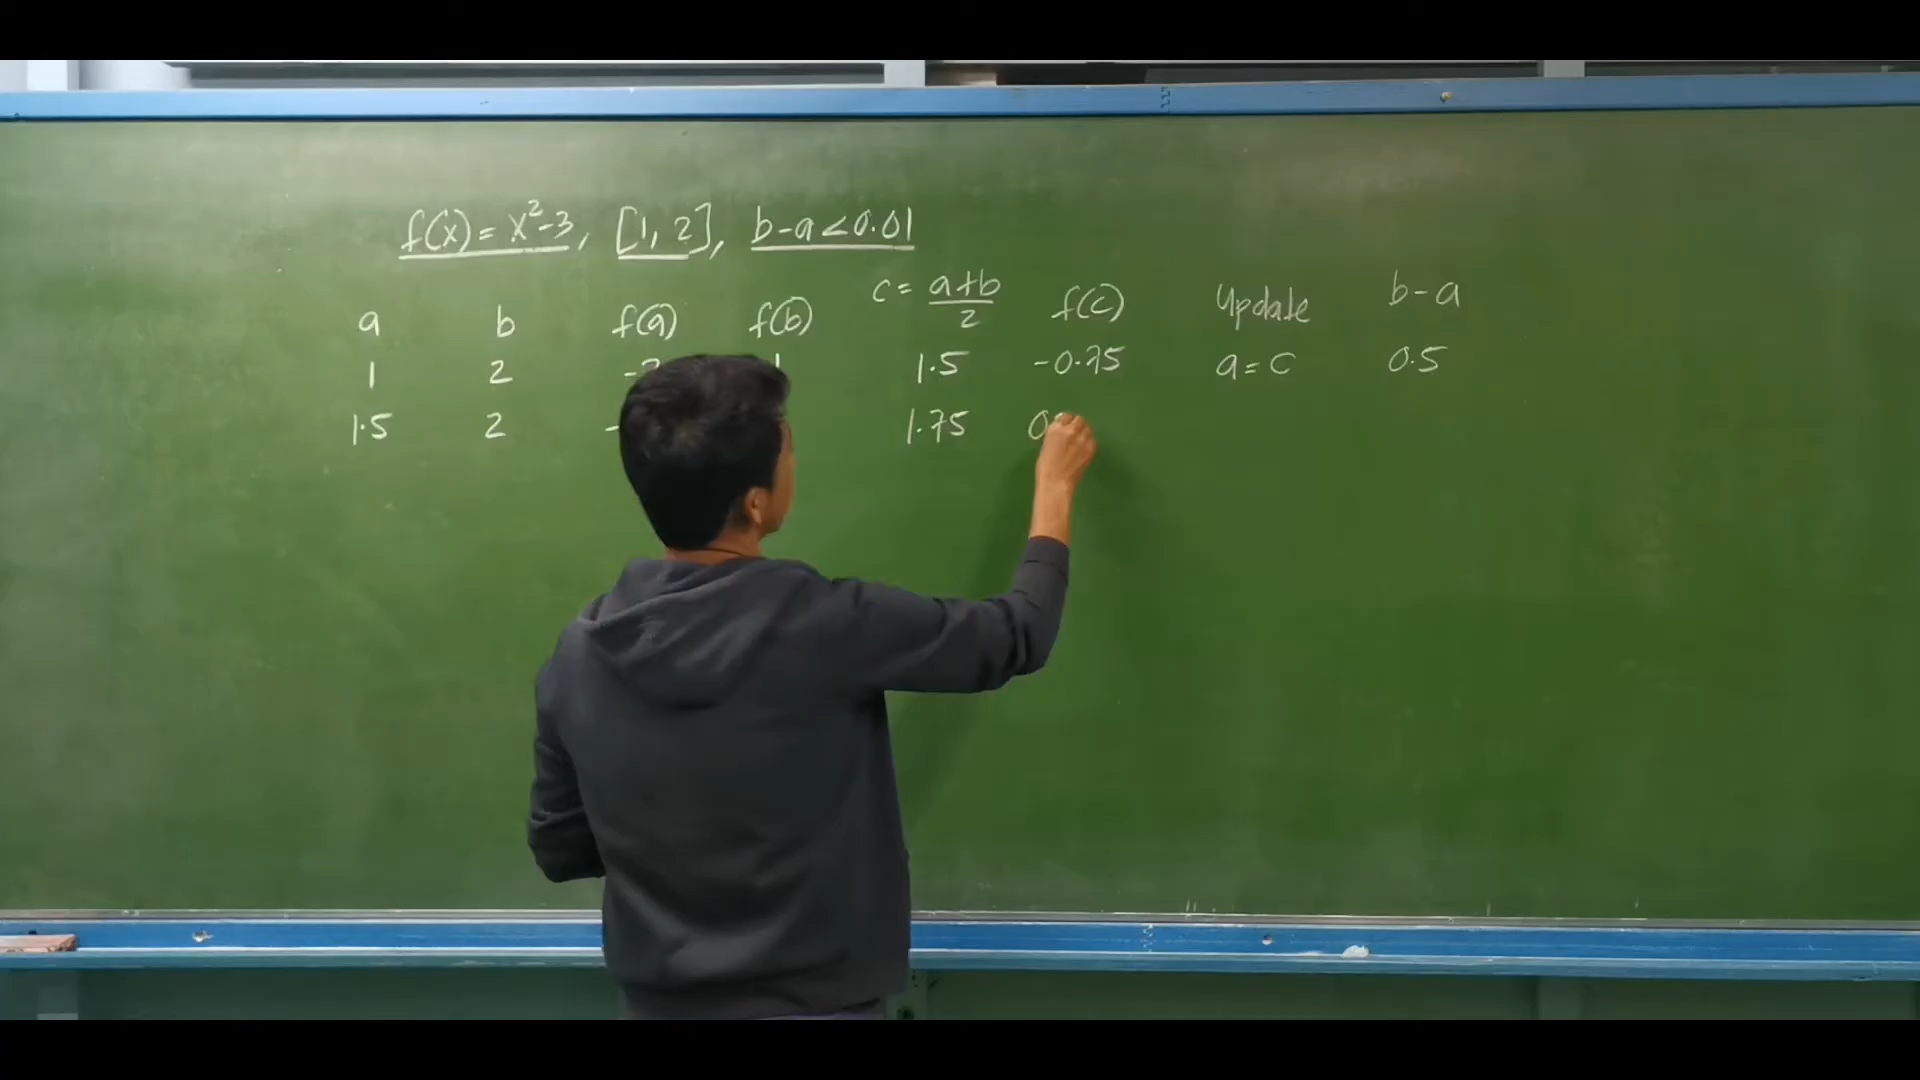 f(x) = x²-3, [1, 2], b-a<0.01
a b f(a) f(b) c = a+b/2 f(c) Update b-a
1 2 1.5 -0.75 a=c 0.5
1.5 2 1.75